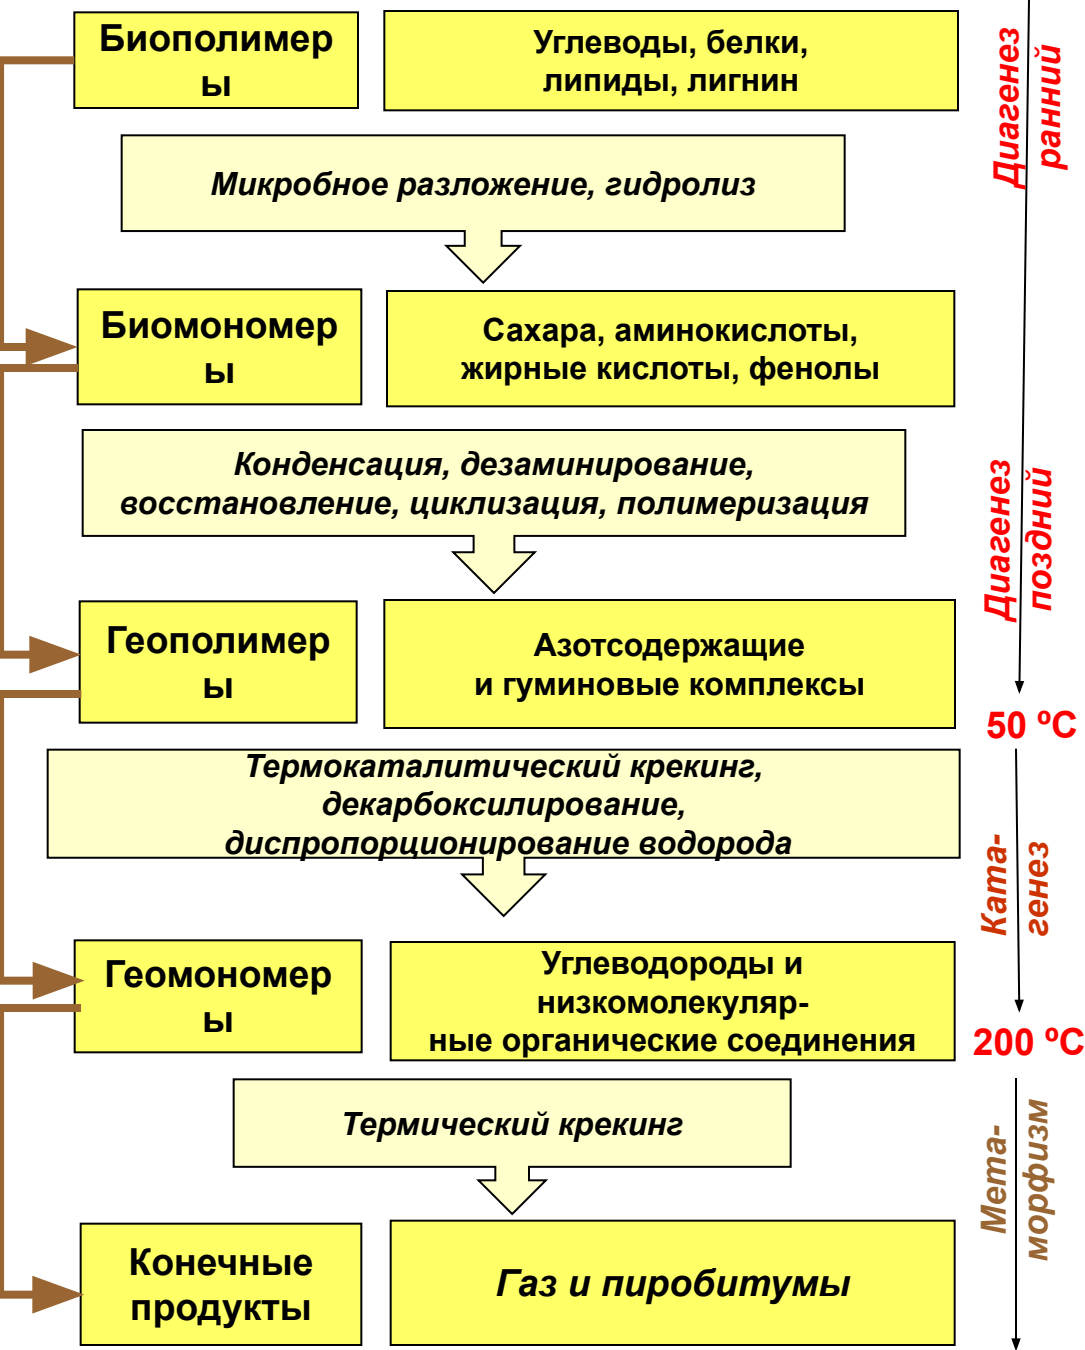 Биополимер
ы
Углеводы, белки,
липиды, лигнин
Диагенез
ранний
Микробное разложение, гидролиз
Биомономер
ы
Сахара, аминокислоты,
жирные кислоты, фенолы
Конденсация, дезаминирование,
восстановление, циклизация, полимеризация
Диагенез
поздний
Геополимер
ы
Азотсодержащие
и гуминовые комплексы
50 ºС
Термокаталитический крекинг,
декарбоксилирование,
диспропорционирование водорода
Ката-
генез
Геомономер
ы
Углеводороды и
низкомолекуляр-
ные органические соединения
200 ºС
Термический крекинг
Мета-
морфизм
Конечные
продукты
Газ и пиробитумы